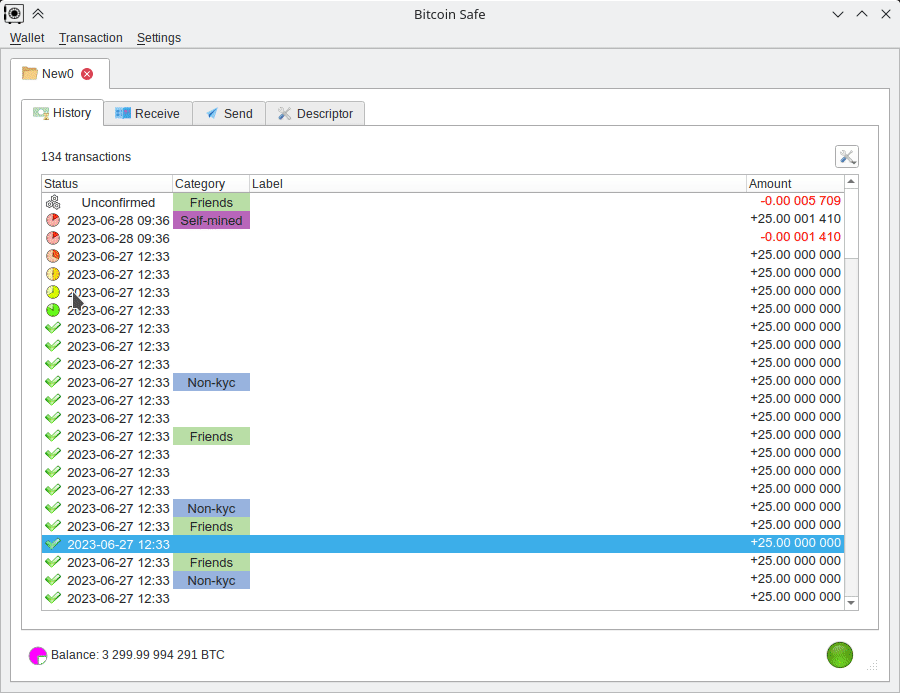 Bitcoin Safe
Wallet Transaction Settings
New0
History Receive Send Descriptor
134 transactions
Status Category Label Amount
Unconfirmed Friends -0.00 005 709
2023-06-28 09:36 Self-mined +25.00 001 410
2023-06-28 09:36 -0.00 001 410
2023-06-27 12:33 +25.00 000 000
2023-06-27 12:33 +25.00 000 000
2023-06-27 12:33 +25.00 000 000
2023-06-27 12:33 +25.00 000 000
2023-06-27 12:33 +25.00 000 000
2023-06-27 12:33 +25.00 000 000
2023-06-27 12:33 +25.00 000 000
2023-06-27 12:33 Non-kyc +25.00 000 000
2023-06-27 12:33 +25.00 000 000
2023-06-27 12:33 +25.00 000 000
2023-06-27 12:33 Friends +25.00 000 000
2023-06-27 12:33 +25.00 000 000
2023-06-27 12:33 +25.00 000 000
2023-06-27 12:33 +25.00 000 000
2023-06-27 12:33 Non-kyc +25.00 000 000
2023-06-27 12:33 Friends +25.00 000 000
2023-06-27 12:33 +25.00 000 000
2023-06-27 12:33 Friends +25.00 000 000
2023-06-27 12:33 Non-kyc +25.00 000 000
2023-06-27 12:33 +25.00 000 000
Balance: 3 299.99 994 291 BTC